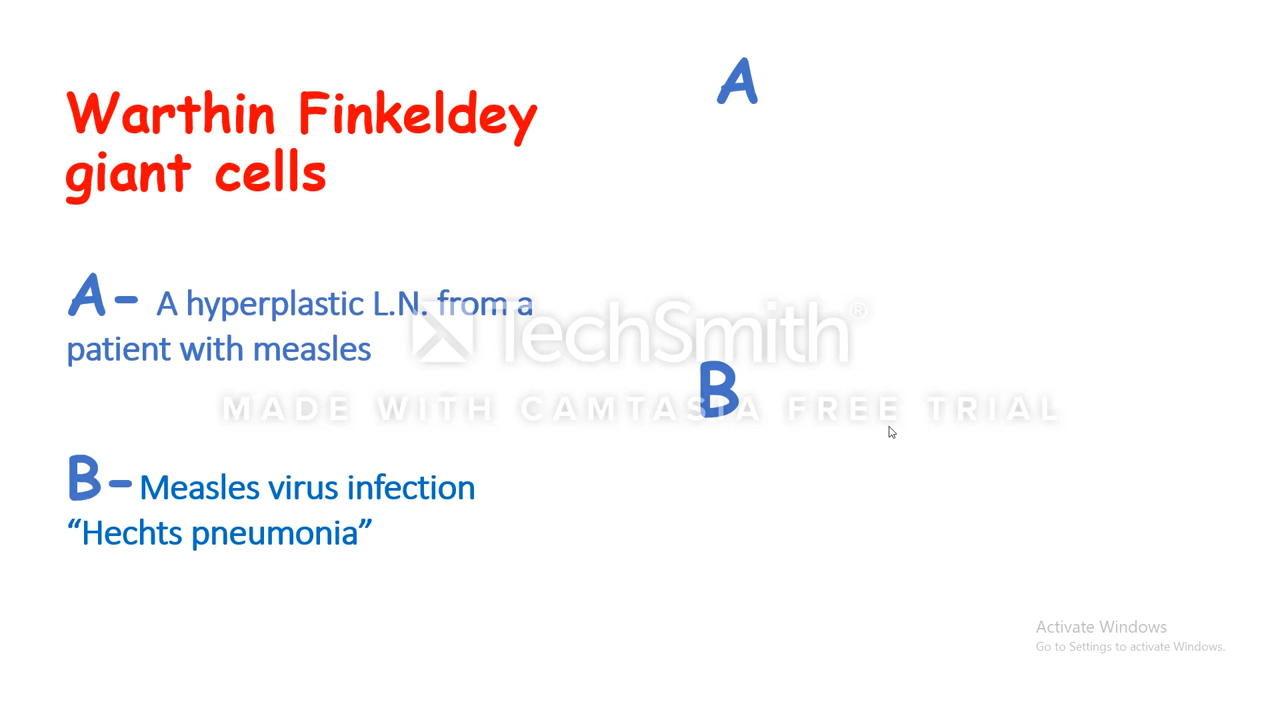 A
Warthin Finkeldey
giant cells
A- A hyperplastic L.N. from a
patient with measles
TechSmith®
MADE WITH CAMTASIA FREE TRIAL
B
B- Measles virus infection
“Hechts pneumonia”
Activate Windows
Go to Settings to activate Windows.